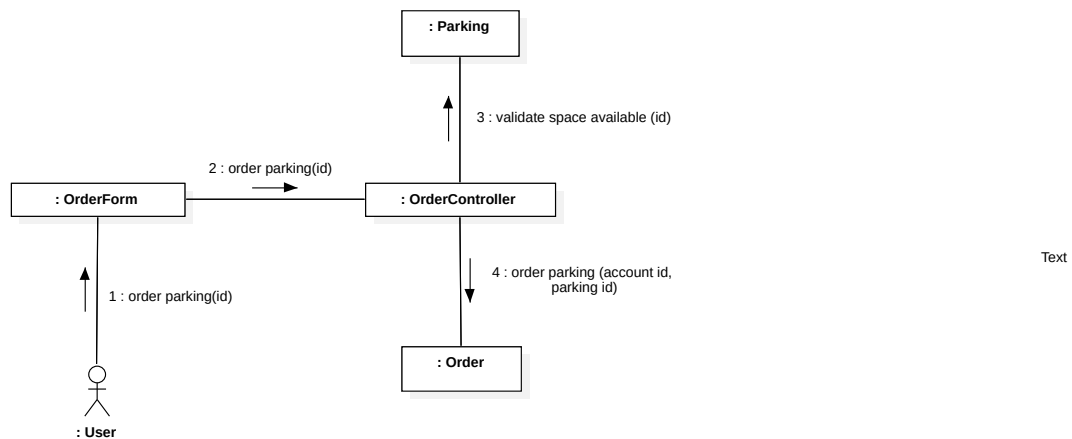 : Parking
3 : validate space available (id)
2 : order parking(id)
: OrderForm
: OrderController
Text
4 : order parking (account id,
parking id)
1 : order parking(id)
: Order
: User